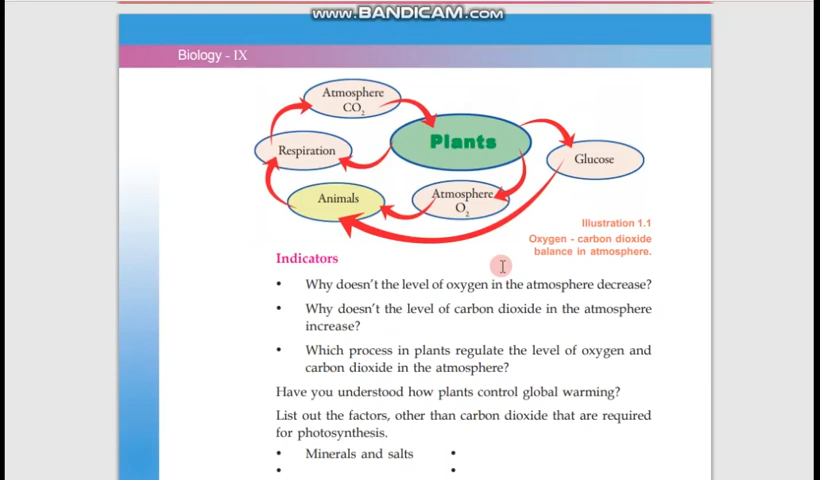 www.BANDICAM.com
Biology - IX
Atmosphere
CO₂
Plants
Respiration
Glucose
Animals
Atmosphere
O₂
Illustration 1.1
Oxygen - carbon dioxide
balance in atmosphere.
Indicators
• Why doesn't the level of oxygen in the atmosphere decrease?
• Why doesn't the level of carbon dioxide in the atmosphere
increase?
• Which process in plants regulate the level of oxygen and
carbon dioxide in the atmosphere?
Have you understood how plants control global warming?
List out the factors, other than carbon dioxide that are required
for photosynthesis.
• Minerals and salts •
• •